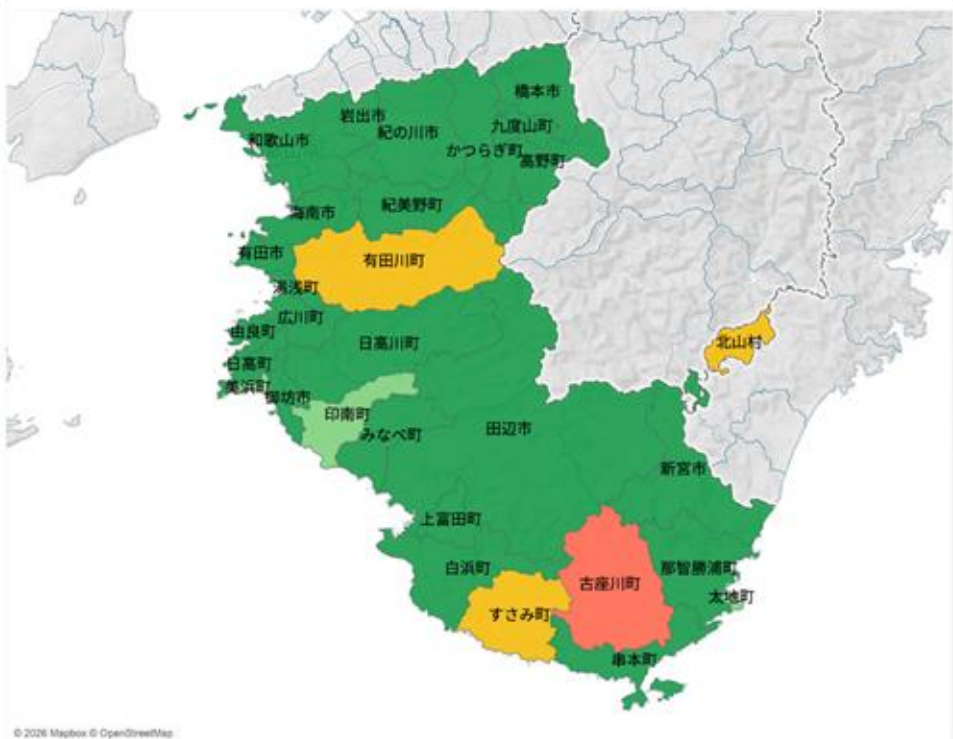 橋本市
岩出市
紀の川市
九度山町
和歌山市
かつらぎ町
高野町
紀美野町
海南市
有田市
有田川町
湯浅町
広川町
由良町
日高川町
北山村
日高町
美浜町
御坊市
印南町
みなべ町
田辺市
新宮市
上富田町
白浜町
那智勝浦町
古座川町
太地町
すさみ町
串本町
© 2026 Mapbox © OpenStreetMap